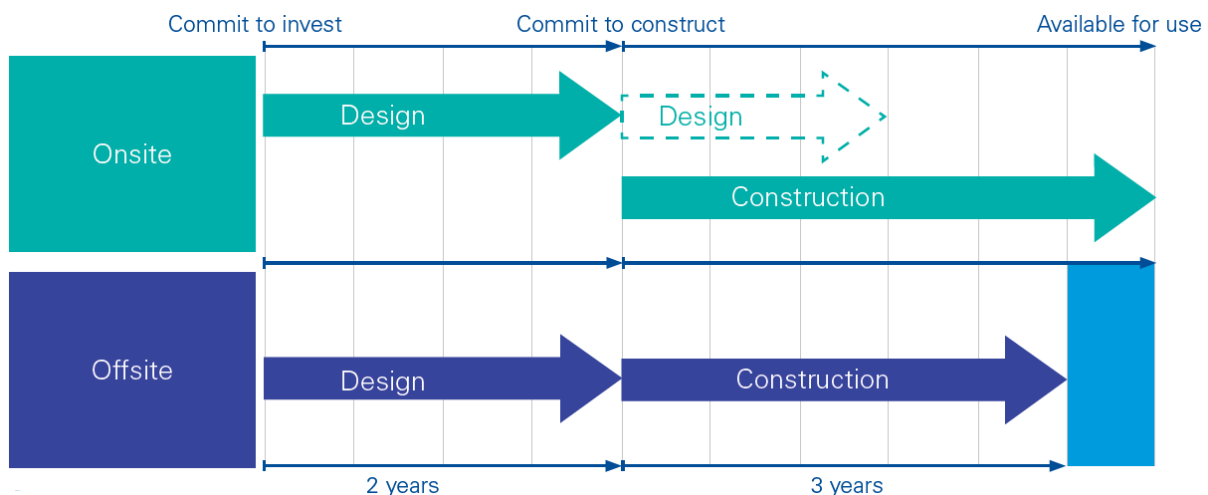 Commit to invest
Commit to construct
Available for use
Onsite
Design
Design
Construction
Offsite
Design
Construction
2 years
3 years